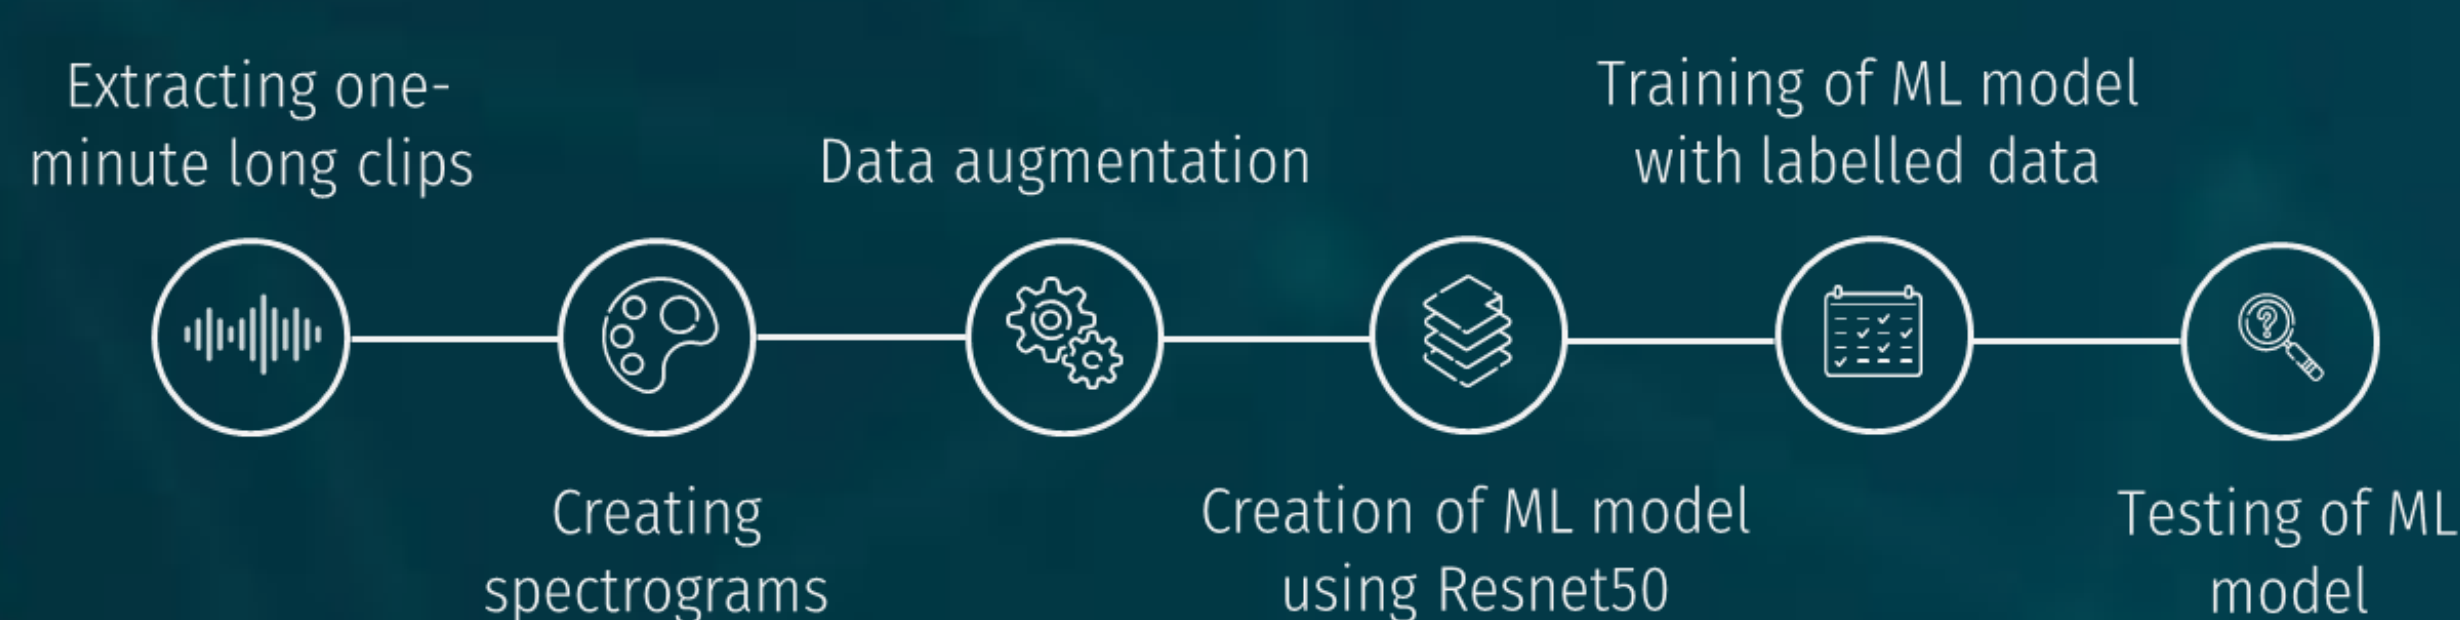 Extracting one-
minute long clips
Creating
spectrograms
Data augmentation
Creation of ML model
using Resnet50
Training of ML model
with labelled data
Testing of ML
model